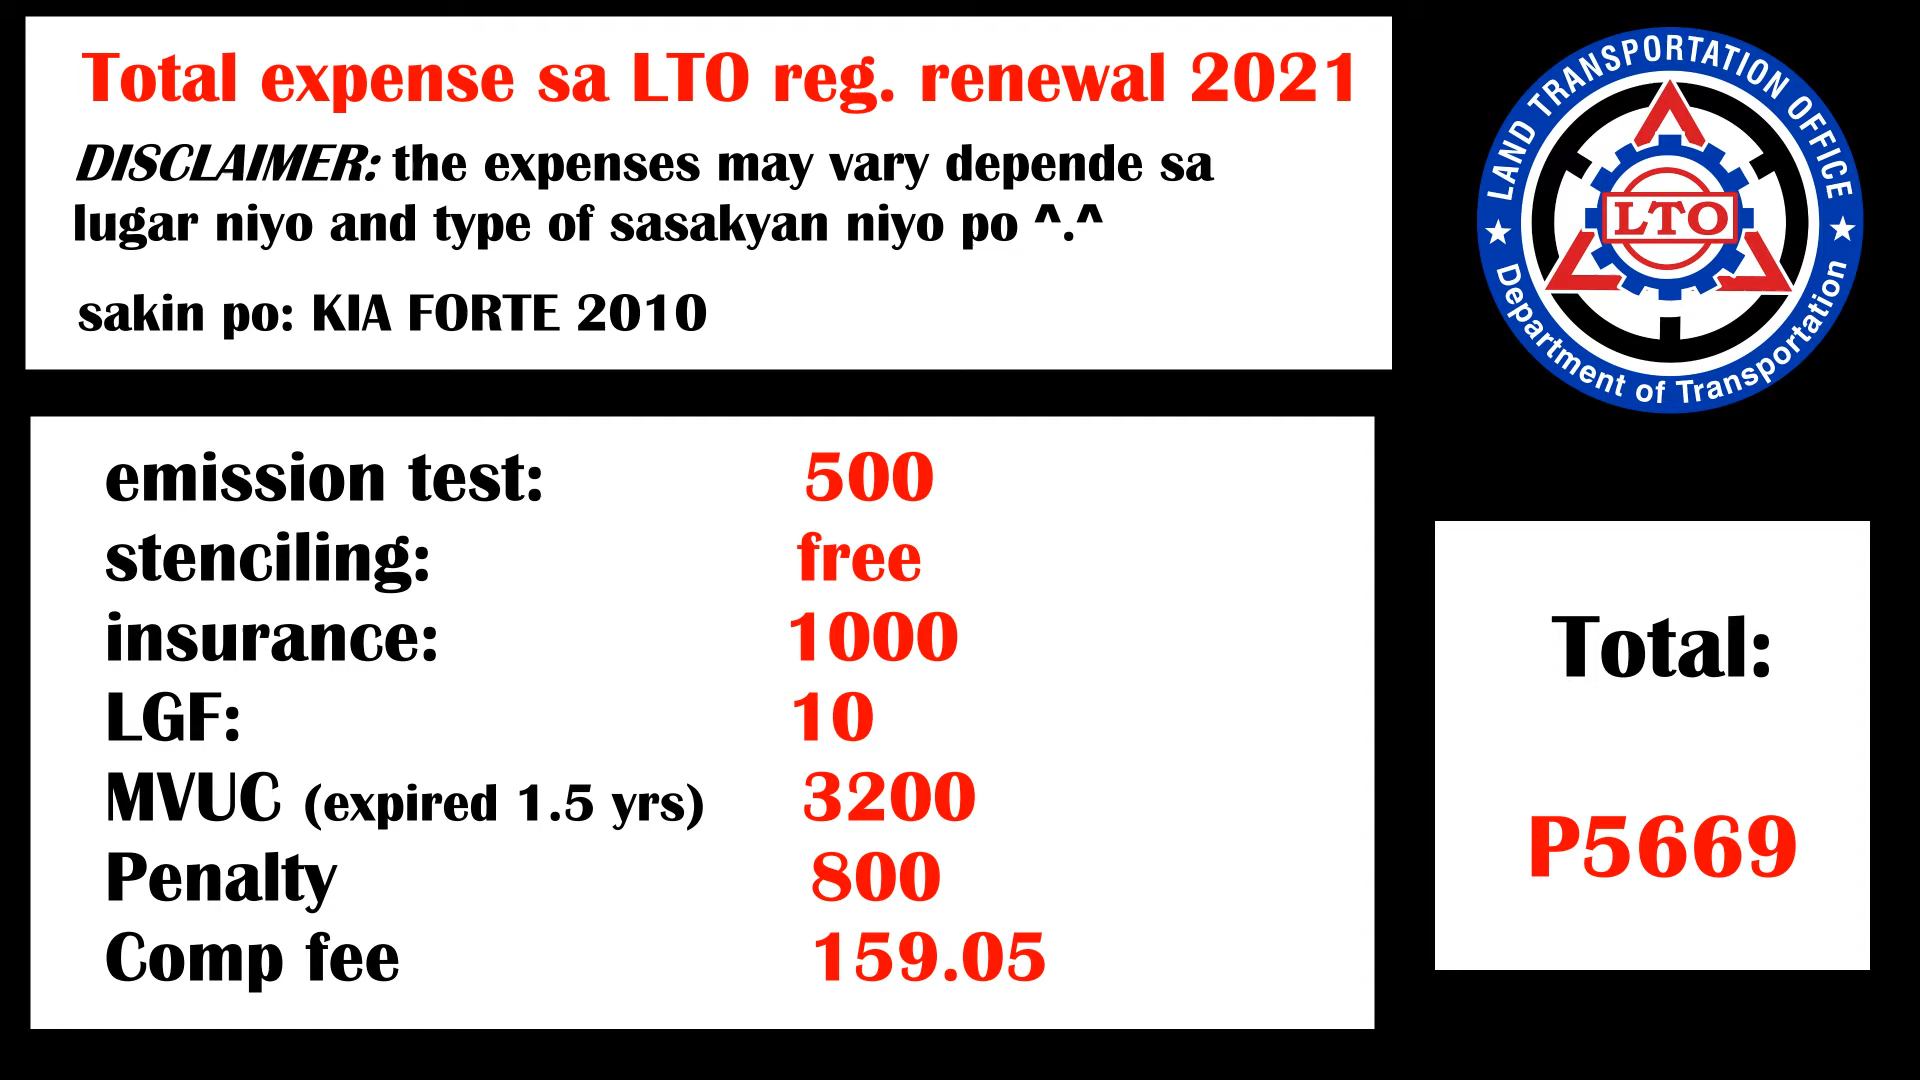 Total expense sa LTO reg. renewal 2021
DISCLAIMER: the expenses may vary depende sa
lugar niyo and type of sasakyan niyo po ^.^
sakin po: KIA FORTE 2010
LAND TRANSPORTATION OFFICE
LTO
Department of Transportation
emission test: 500
stenciling: free
insurance: 1000
LGF: 10
MVUC (expired 1.5 yrs) 3200
Penalty 800
Comp fee 159.05
Total:
P5669